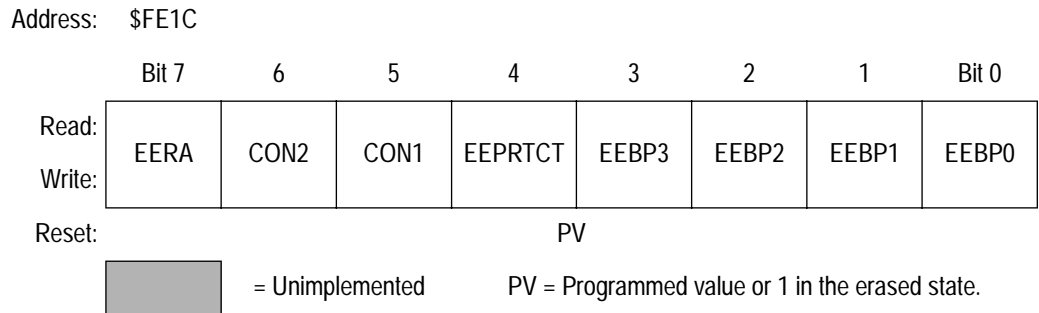 Address: $FE1C
Bit 7 6 5 4 3 2 1 Bit 0
Read:
EERA CON2 CON1 EEPRTCT EEBP3 EEBP2 EEBP1 EEBP0
Write:
Reset: PV
= Unimplemented PV = Programmed value or 1 in the erased state.